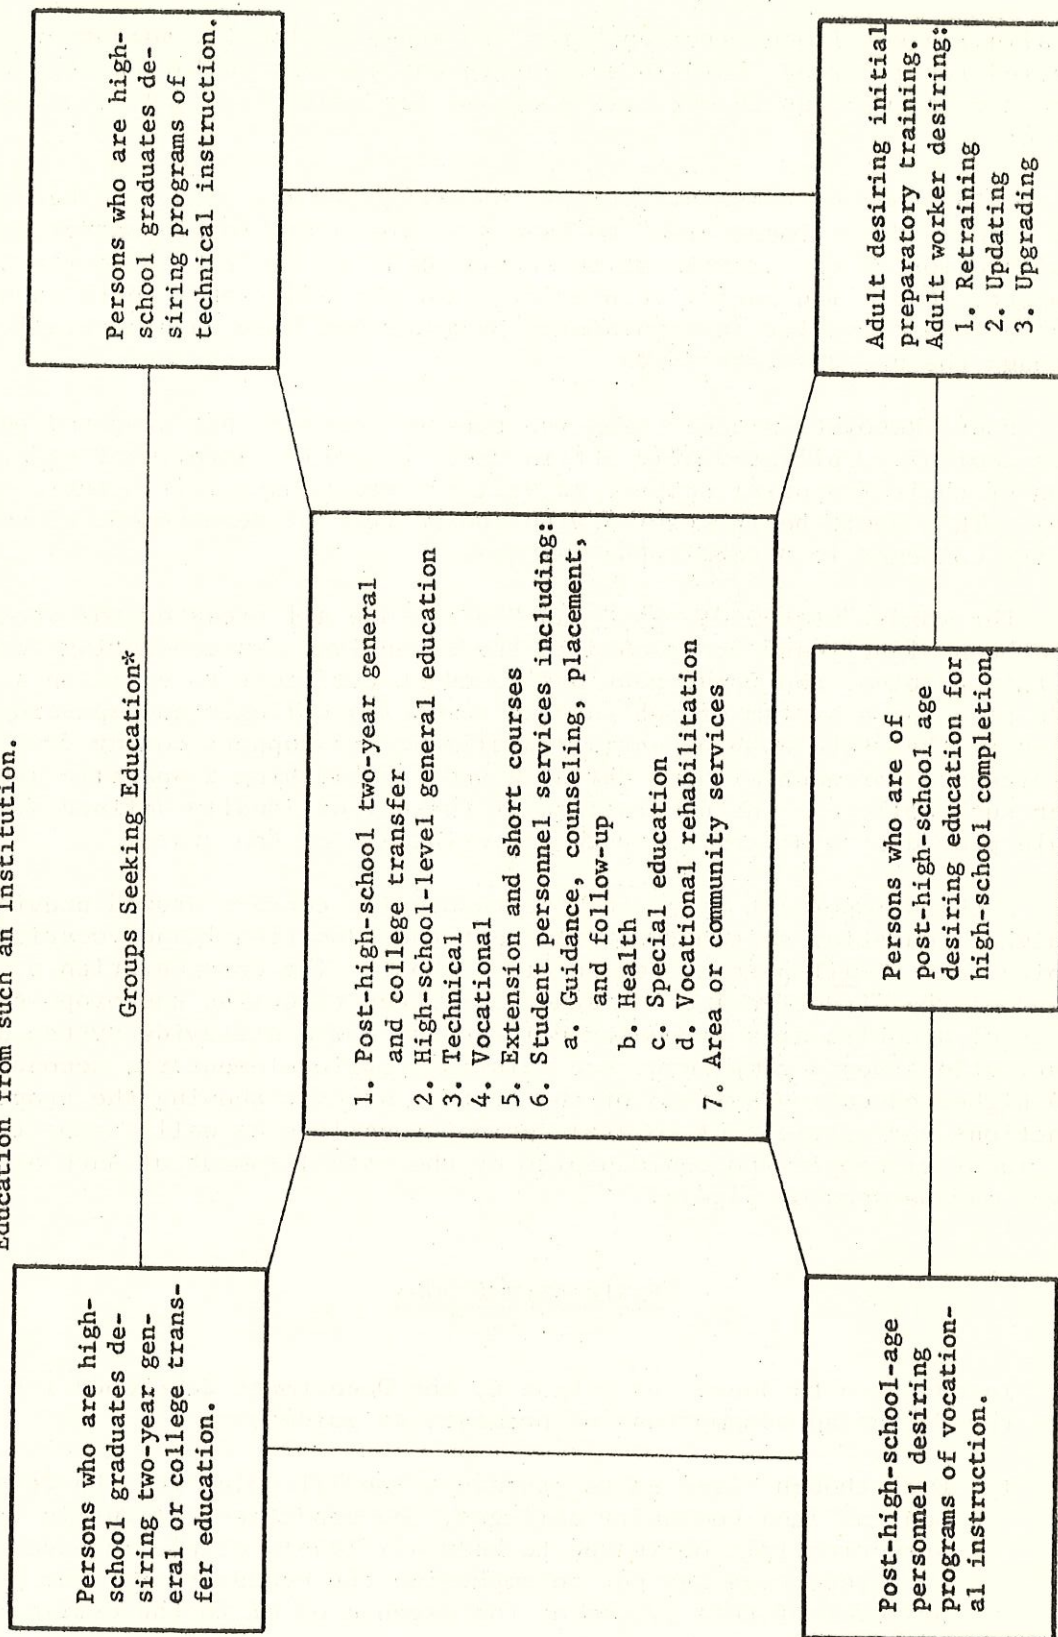 Education from such an Institution.
Groups Seeking Education*
Persons who are high-
school graduates de-
siring two-year gen-
eral or college trans-
fer education.
Persons who are high-
school graduates de-
siring programs of
technical instruction.
1. Post-high-school two-year general
and college transfer
2. High-school-level general education
3. Technical
4. Vocational
5. Extension and short courses
6. Student personnel services including:
a. Guidance, counseling, placement,
and follow-up
b. Health
c. Special education
d. Vocational rehabilitation
7. Area or community services
Post-high-school-age
personnel desiring
programs of vocation-
al instruction.
Persons who are of
post-high-school age
desiring education for
high-school completion.
Adult desiring initial
preparatory training.
Adult worker desiring:
1. Retraining
2. Updating
3. Upgrading